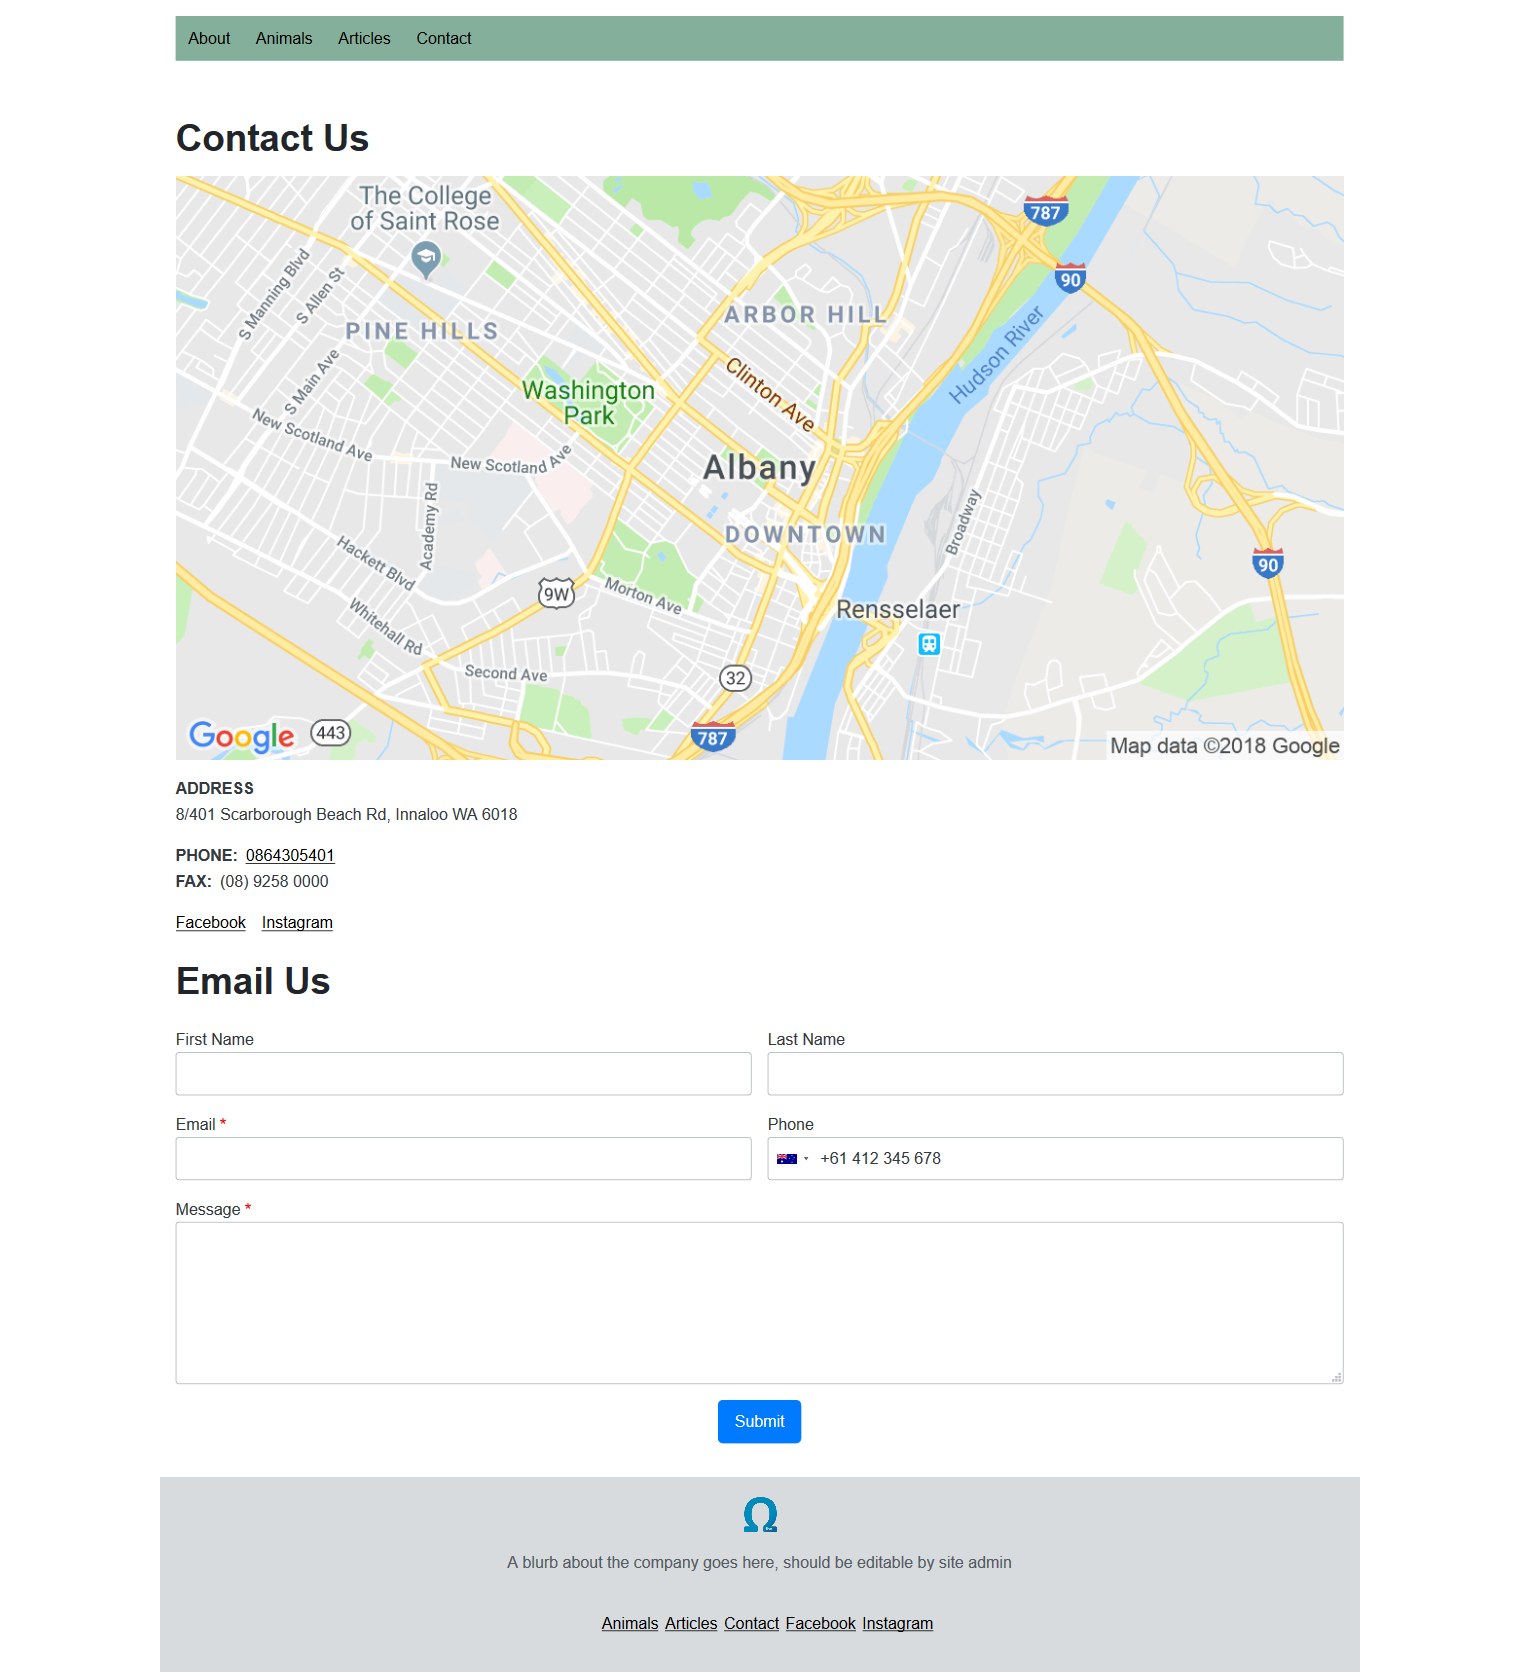 About Animals Articles Contact
Contact Us
The College
of Saint Rose
787
90
S Manning Blvd
S Allen St
ARBOR HILL
PINE HILLS
Hudson River
S Main Ave
Clinton Ave
Washington
Park
New Scotland Ave
New Scotland Ave
Albany
Academy Rd
Broadway
DOWNTOWN
Hackett Blvd
90
9W
Morton Ave
Rensselaer
Whitehall Rd
Second Ave
32
Google
443
787
Map data ©2018 Google
ADDRESS
8/401 Scarborough Beach Rd, Innaloo WA 6018
PHONE: 0864305401
FAX: (08) 9258 0000
Facebook Instagram
Email Us
First Name
Last Name
Email *
Phone
+61 412 345 678
Message *
Submit
A blurb about the company goes here, should be editable by site admin
Animals Articles Contact Facebook Instagram